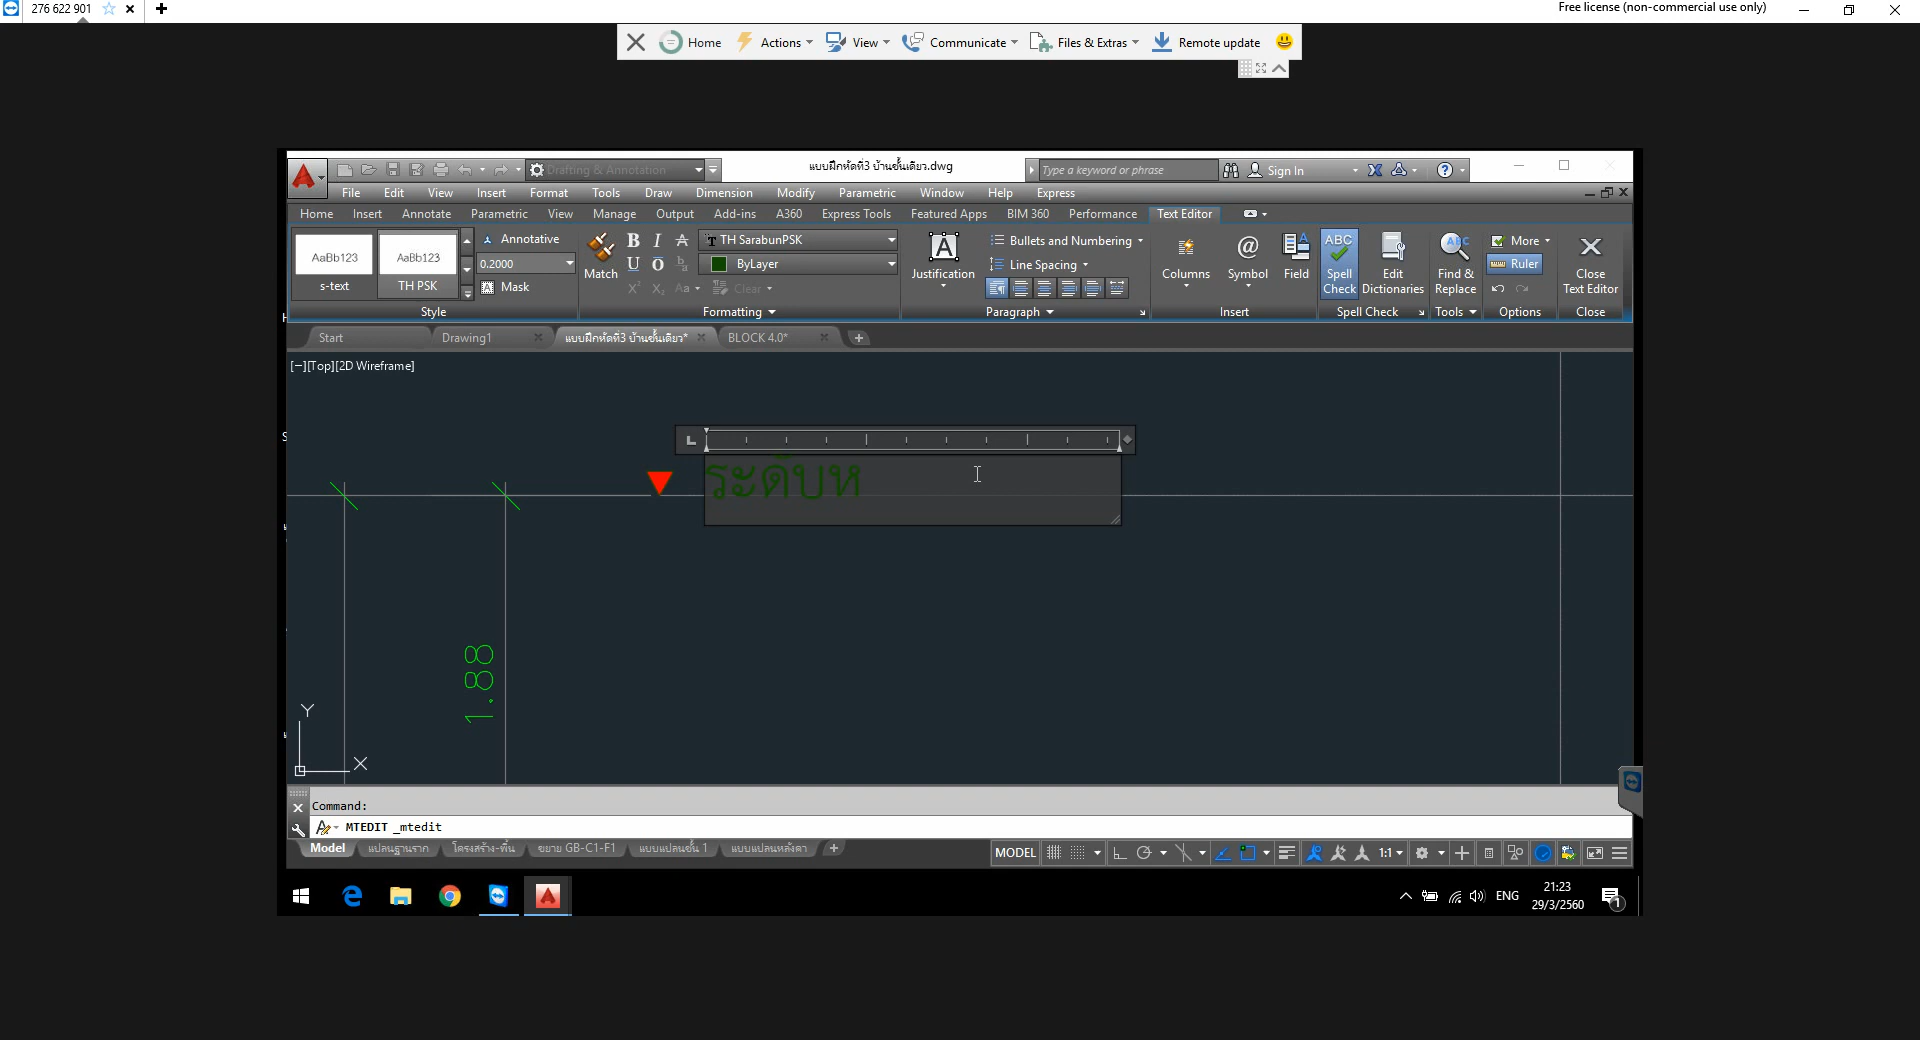 276 622 901
Free license (non-commercial use only)
Home Actions View Communicate Files & Extras Remote update
Drafting & Annotation
แบบฝึกหัดที่3 บ้านชั้นเดียว.dwg
Type a keyword or phrase
Sign In
File Edit View Insert Format Tools Draw Dimension Modify Parametric Window Help Express
Home Insert Annotate Parametric View Manage Output Add-ins A360 Express Tools Featured Apps BIM 360 Performance Text Editor
AaBb123 AaBb123
s-text TH PSK
Annotative
0.2000
Mask
Style
Match
B I A
U O
TH SarabunPSK
ByLayer
Clear
Formatting
Justification
Bullets and Numbering
Line Spacing
Paragraph
Columns
Symbol
Field
Insert
ABC
Spell Check
Edit Dictionaries
Spell Check
Find & Replace
Tools
More
Ruler
Options
Close Text Editor
Close
Start Drawing1 แบบฝึกหัดที่3 บ้านชั้นเดียว* BLOCK 4.0*
[−][Top][2D Wireframe]
ระดับห
1.88
Y
X
Command:
MTEDIT _mtedit
Model แปลนฐานราก โครงสร้าง-พื้น ขยาย GB-C1-F1 แบบแปลนชั้น 1 แบบแปลนหลังคา
MODEL 1:1
ENG
21:23
29/3/2560
1